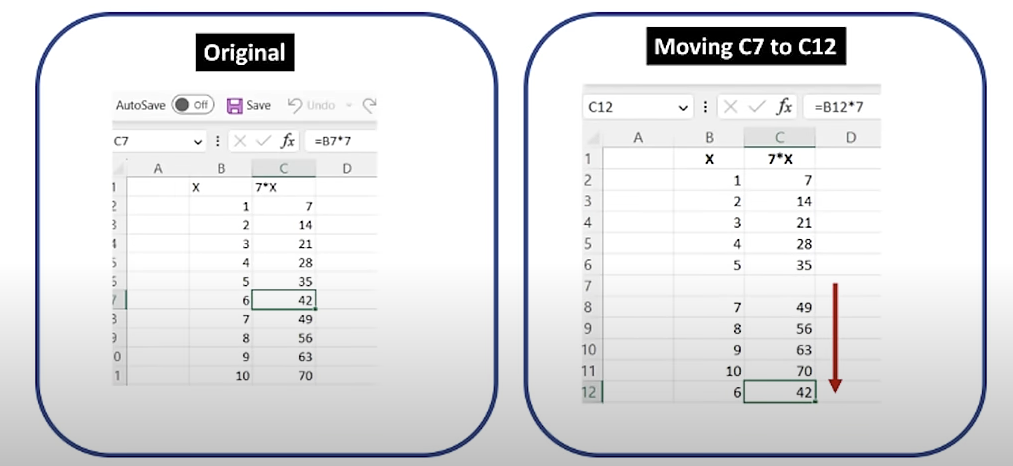 Original
AutoSave Off Save Undo
C7 fx =B7*7
A B C D
1 X 7*X
2 1 7
3 2 14
4 3 21
5 4 28
5 35
7 6 42
8 7 49
9 8 56
0 9 63
1 10 70
Moving C7 to C12
C12 fx =B12*7
A B C D
1 X 7*X
2 1 7
3 2 14
4 3 21
5 4 28
6 5 35
7
8 7 49
9 8 56
10 9 63
11 10 70
12 6 42